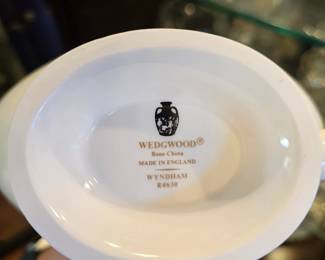 WEDGWOOD®
Bone China
MADE IN ENGLAND
WYNDHAM
R4630